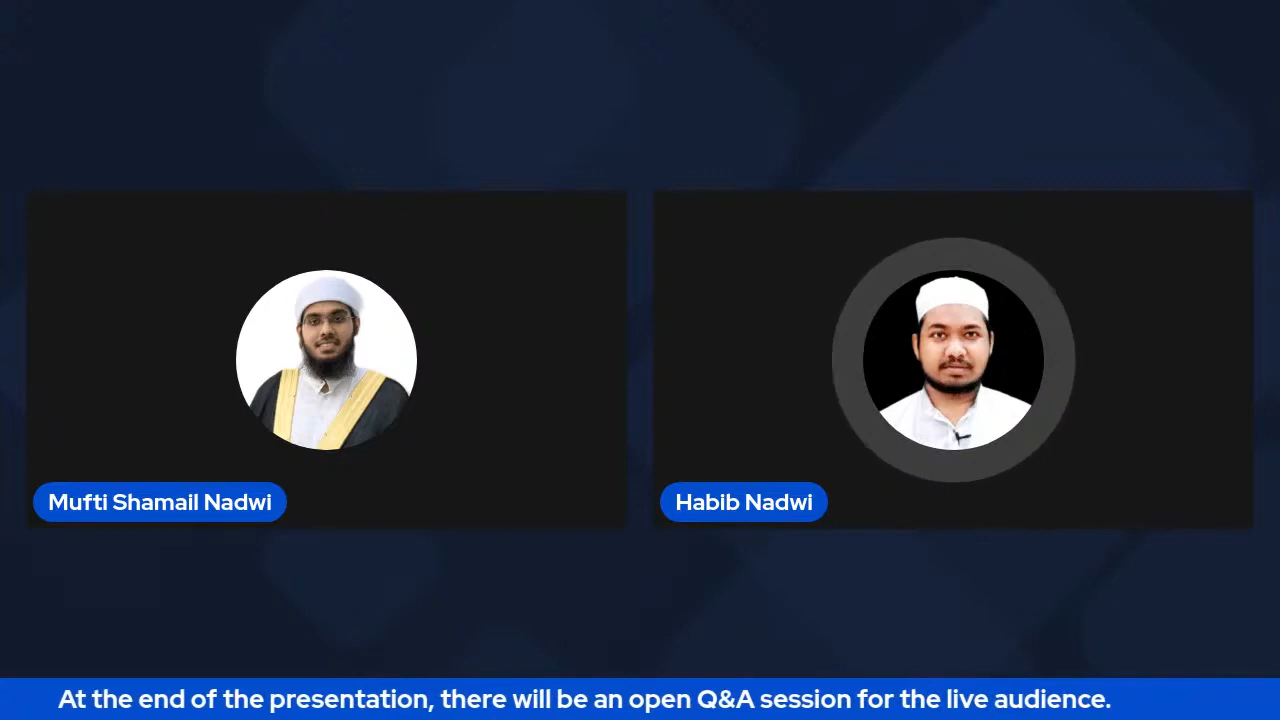 Mufti Shamail Nadwi
Habib Nadwi
At the end of the presentation, there will be an open Q&A session for the live audience.